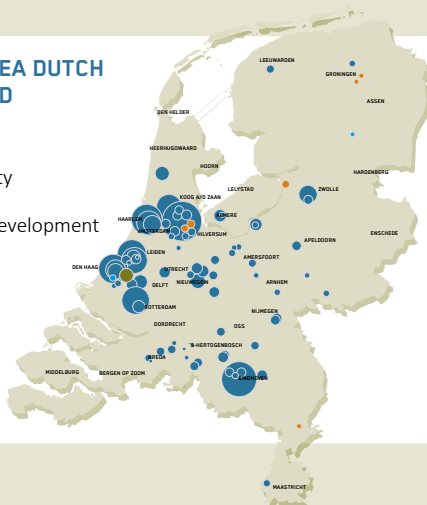 EA DUTCH
D
ty
evelopment
LEEUWARDEN
GRONINGEN
ASSEN
DEN HELDER
HEERHUGOWAARD
HOORN
HARDENBERG
LELYSTAD
ZWOLLE
KOOG A/D ZAAN
HAARLEM
ALMERE
AMSTERDAM
HILVERSUM
ENSCHEDE
APELDOORN
LEIDEN
AMERSFOORT
DEN HAAG
UTRECHT
NIEUWEGEIN
DELFT
ARNHEM
ROTTERDAM
NIJMEGEN
DORDRECHT
OSS
'S-HERTOGENBOSCH
BREDA
MIDDELBURG
BERGEN OP ZOOM
EINDHOVEN
MAASTRICHT